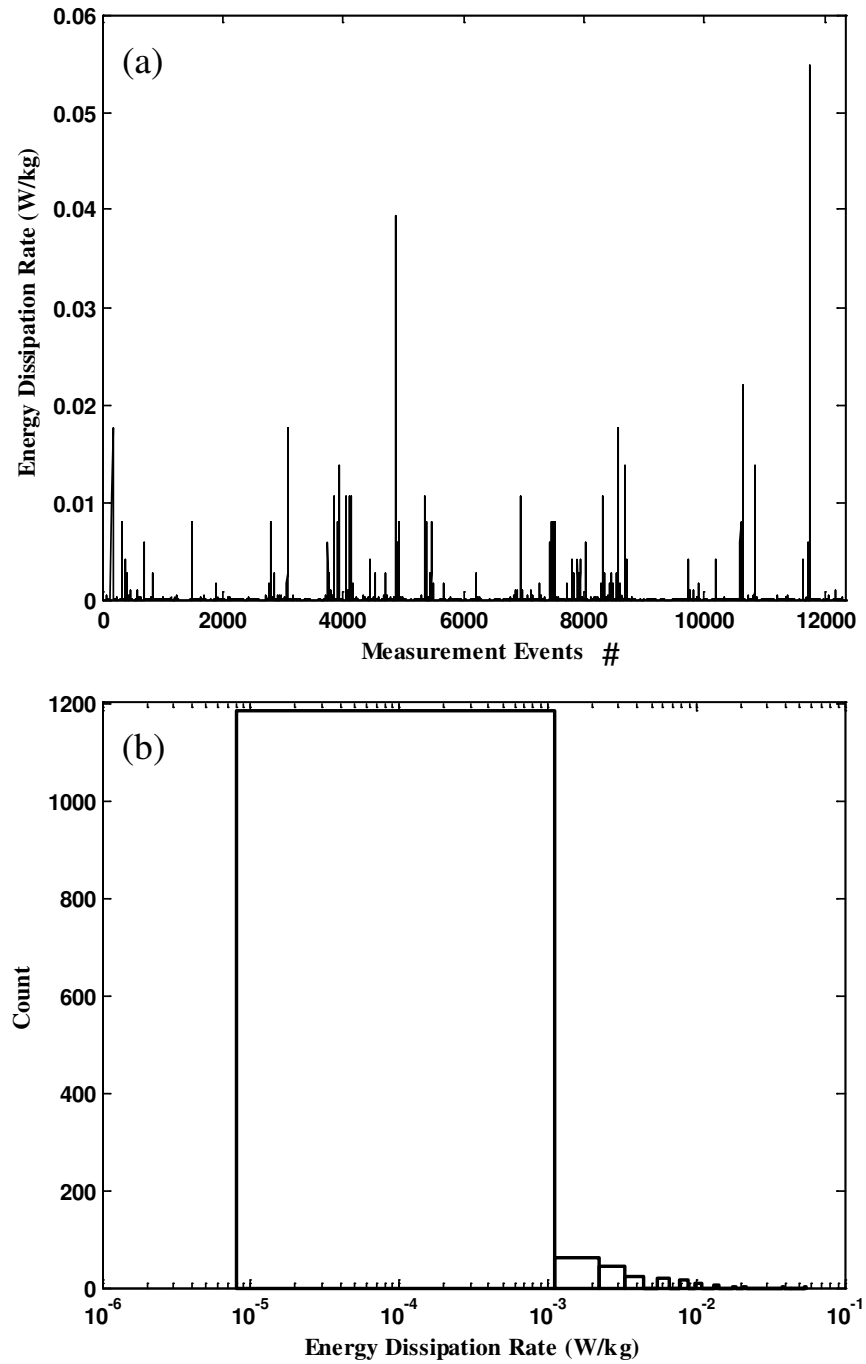 (a)
0.06
0.05
0.04
0.03
0.02
0.01
0
Energy Dissipation Rate (W/kg)
0 2000 4000 6000 8000 10000 12000
Measurement Events #
(b)
1200
1000
800
600
400
200
0
Count
10-6 10-5 10-4 10-3 10-2 10-1
Energy Dissipation Rate (W/kg)